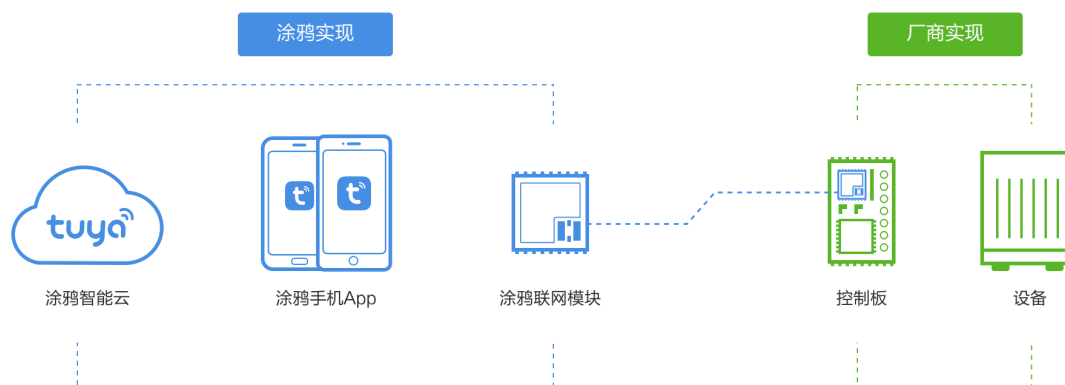 涂鸦实现
厂商实现
tuya
t
t
涂鸦智能云
涂鸦手机App
涂鸦联网模块
控制板
设备